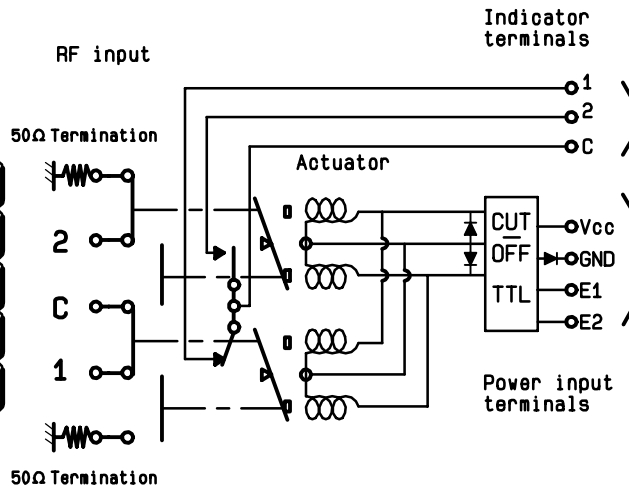 Indicator
terminals
RF input
1
2
C
50Ω Termination
Actuator
2
C
1
CUT
OFF
TTL
Vcc
GND
E1
E2
Power input
terminals
50Ω Termination